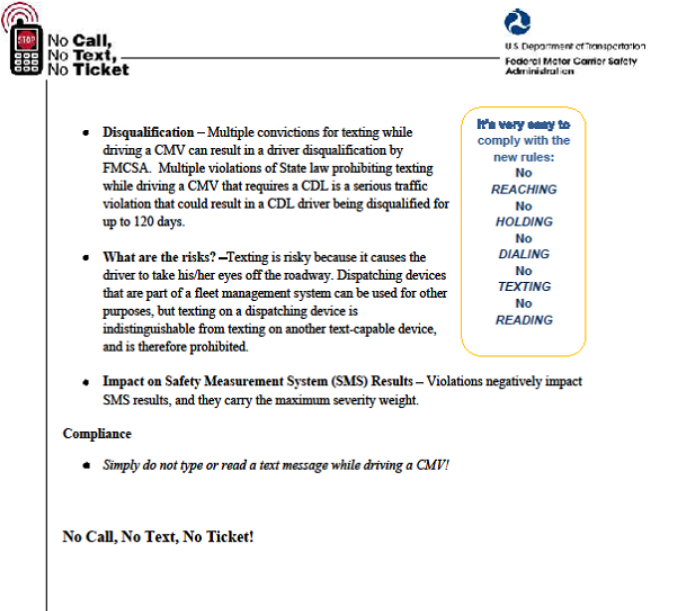 STOP
No Call,
No Text,
No Ticket
U.S. Department of Transportation
Federal Motor Carrier Safety
Administration
• Disqualification – Multiple convictions for texting while
driving a CMV can result in a driver disqualification by
FMCSA. Multiple violations of State law prohibiting texting
while driving a CMV that requires a CDL is a serious traffic
violation that could result in a CDL driver being disqualified for
up to 120 days.
• What are the risks? –Texting is risky because it causes the
driver to take his/her eyes off the roadway. Dispatching devices
that are part of a fleet management system can be used for other
purposes, but texting on a dispatching device is
indistinguishable from texting on another text-capable device,
and is therefore prohibited.
It's very easy to
comply with the
new rules:
No
REACHING
No
HOLDING
No
DIALING
No
TEXTING
No
READING
• Impact on Safety Measurement System (SMS) Results – Violations negatively impact
SMS results, and they carry the maximum severity weight.
Compliance
• Simply do not type or read a text message while driving a CMV!
No Call, No Text, No Ticket!